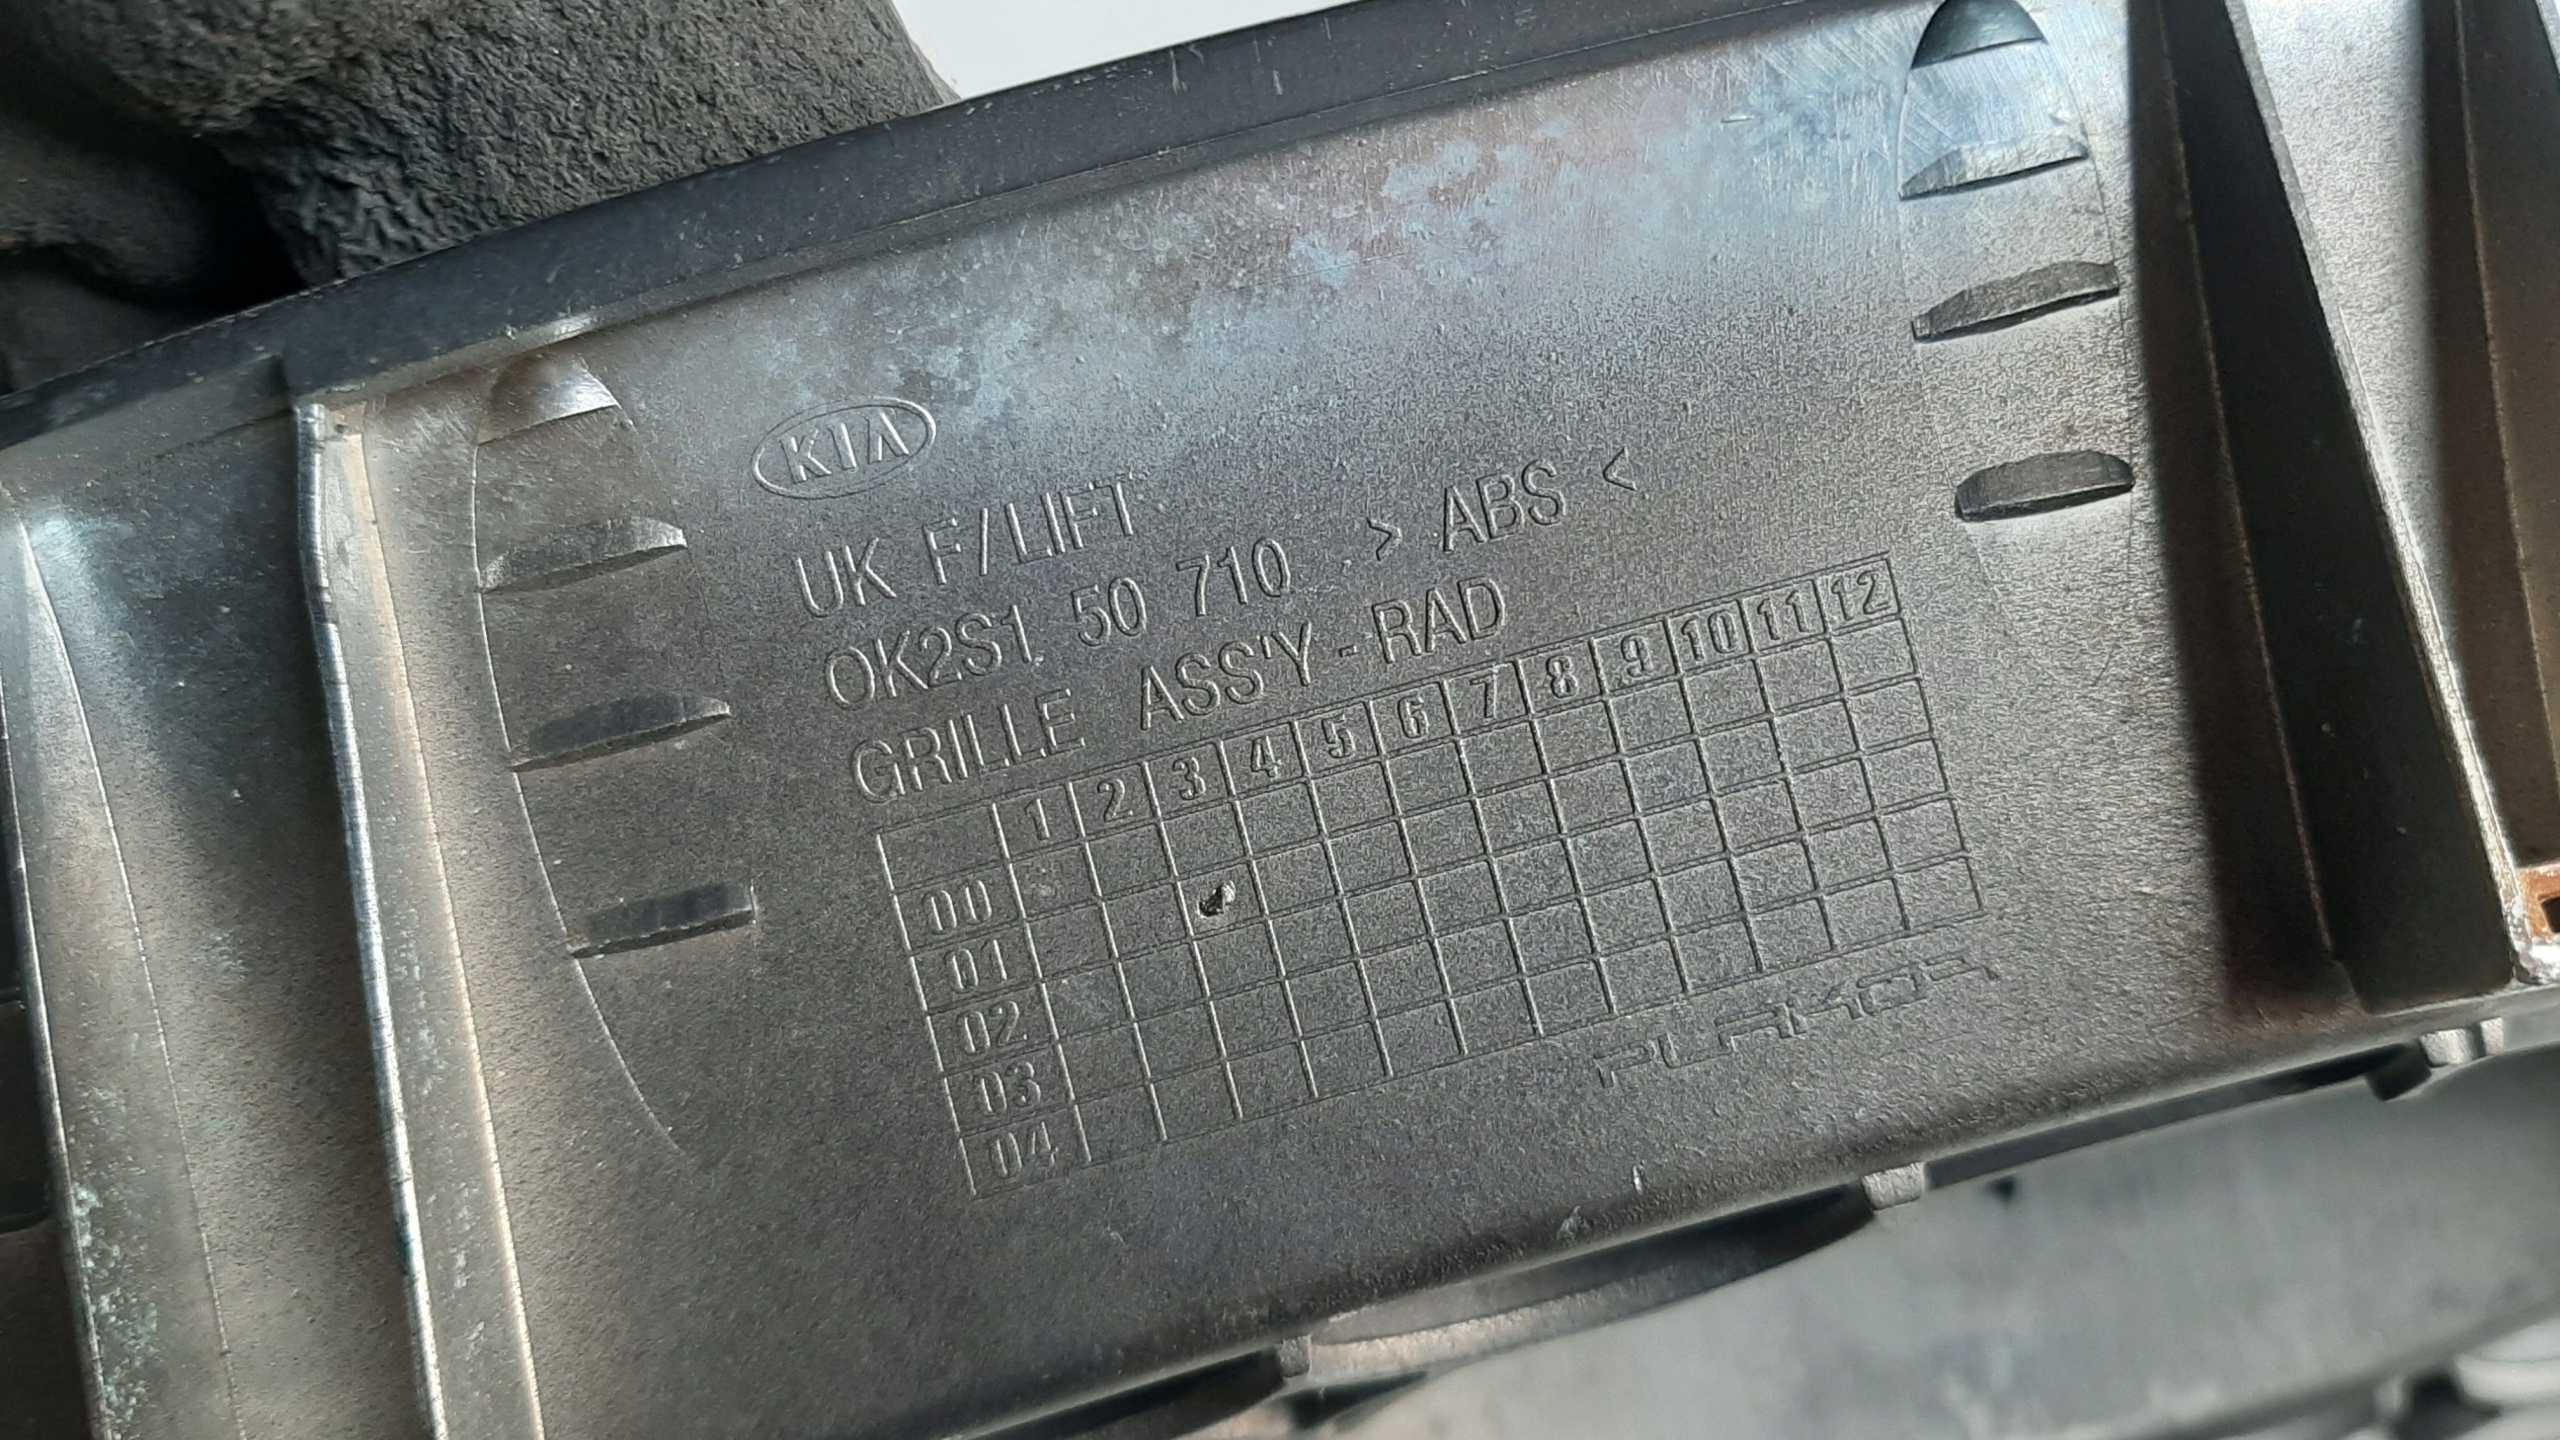 KIA
UK F/LIFT
OK2S1 50 710 > ABS <
GRILLE ASS'Y - RAD
1 2 3 4 5 6 7 8 9 10 11 12
00
01
02
03
04
PLAKOR